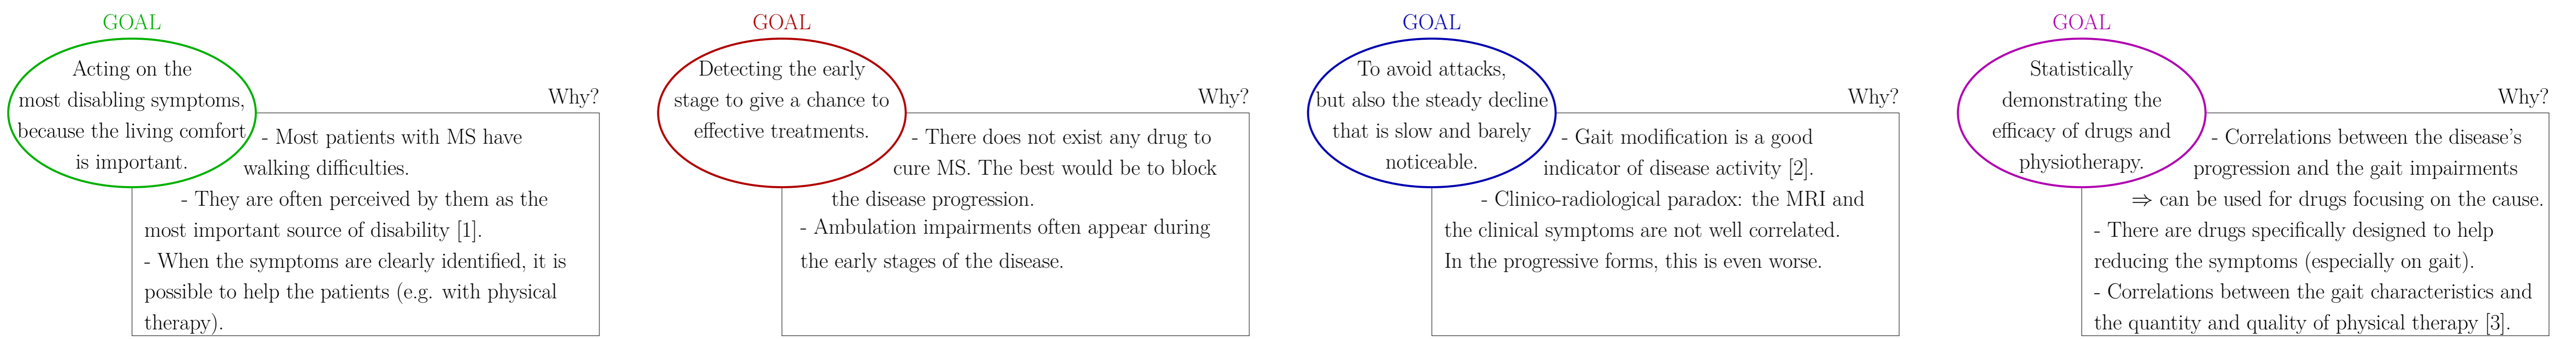 GOAL
Acting on the
most disabling symptoms,
because the living comfort
is important.
Why?
- Most patients with MS have
walking difficulties.
- They are often perceived by them as the
most important source of disability [1].
- When the symptoms are clearly identified, it is
possible to help the patients (e.g. with physical
therapy).
GOAL
Detecting the early
stage to give a chance to
effective treatments.
Why?
- There does not exist any drug to
cure MS. The best would be to block
the disease progression.
- Ambulation impairments often appear during
the early stages of the disease.
GOAL
To avoid attacks,
but also the steady decline
that is slow and barely
noticeable.
Why?
- Gait modification is a good
indicator of disease activity [2].
- Clinico-radiological paradox: the MRI and
the clinical symptoms are not well correlated.
In the progressive forms, this is even worse.
GOAL
Statistically
demonstrating the
efficacy of drugs and
physiotherapy.
Why?
- Correlations between the disease's
progression and the gait impairments
⇒ can be used for drugs focusing on the cause.
- There are drugs specifically designed to help
reducing the symptoms (especially on gait).
- Correlations between the gait characteristics and
the quantity and quality of physical therapy [3].